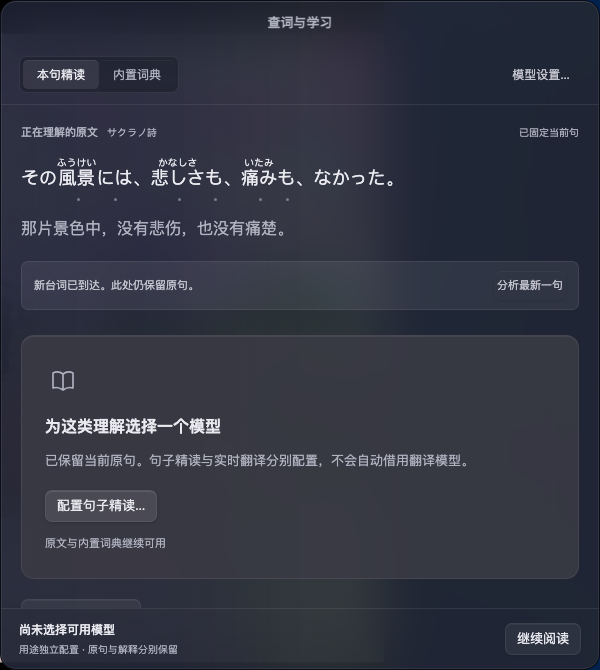 查词与学习
本句精读 内置词典 模型设置...
正在理解的原文 サクラノ詩 已固定当前句
ふうけい かなしさ いたみ
その風景には、悲しさも、痛みも、なかった。
那片景色中，没有悲伤，也没有痛楚。
新台词已到达。此处仍保留原句。 分析最新一句
为这类理解选择一个模型
已保留当前原句。句子精读与实时翻译分别配置，不会自动借用翻译模型。
配置句子精读...
原文与内置词典继续可用
尚未选择可用模型
用途独立配置 · 原句与解释分别保留
继续阅读